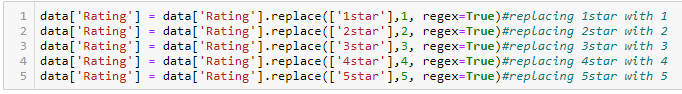 1 data['Rating'] = data['Rating'].replace(['1star'],1, regex=True)#replacing 1star with 1
2 data['Rating'] = data['Rating'].replace(['2star'],2, regex=True)#replacing 2star with 2
3 data['Rating'] = data['Rating'].replace(['3star'],3, regex=True)#replacing 3star with 3
4 data['Rating'] = data['Rating'].replace(['4star'],4, regex=True)#replacing 4star with 4
5 data['Rating'] = data['Rating'].replace(['5star'],5, regex=True)#replacing 5star with 5